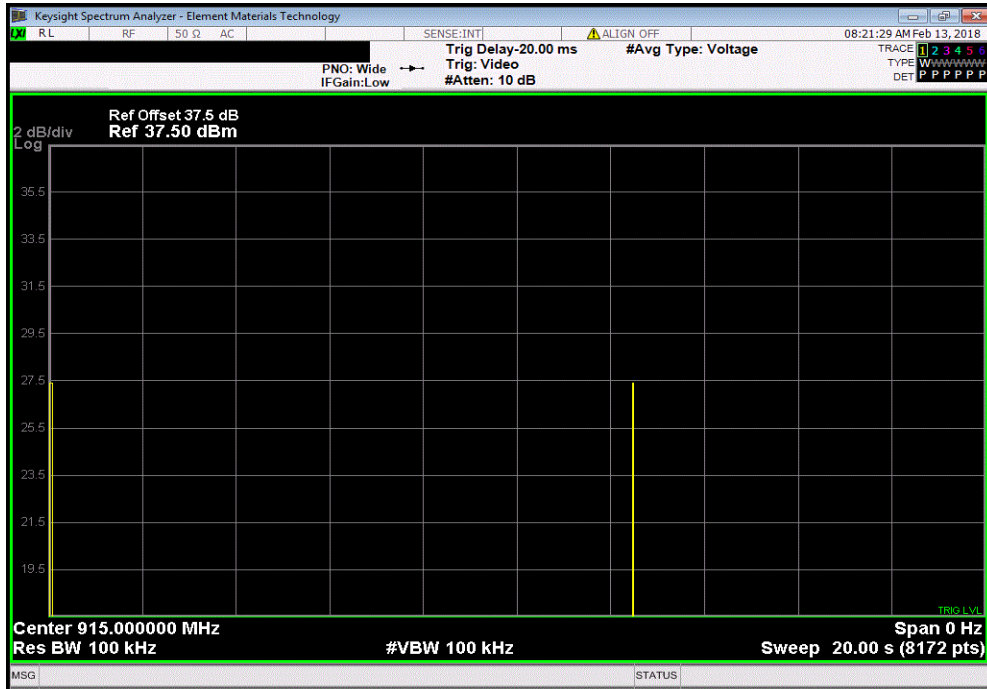 Keysight Spectrum Analyzer - Element Materials Technology
LXI RL RF 50 Ω AC SENSE:INT ALIGN OFF 08:21:29 AM Feb 13, 2018
Trig Delay-20.00 ms #Avg Type: Voltage TRACE 1 2 3 4 5 6
PNO: Wide Trig: Video TYPE WWWWWW
IFGain:Low #Atten: 10 dB DET P P P P P P
Ref Offset 37.5 dB
2 dB/div Ref 37.50 dBm
Log
35.5
33.5
31.5
29.5
27.5
25.5
23.5
21.5
19.5
TRIG LVL
Center 915.000000 MHz Span 0 Hz
Res BW 100 kHz #VBW 100 kHz Sweep 20.00 s (8172 pts)
MSG STATUS